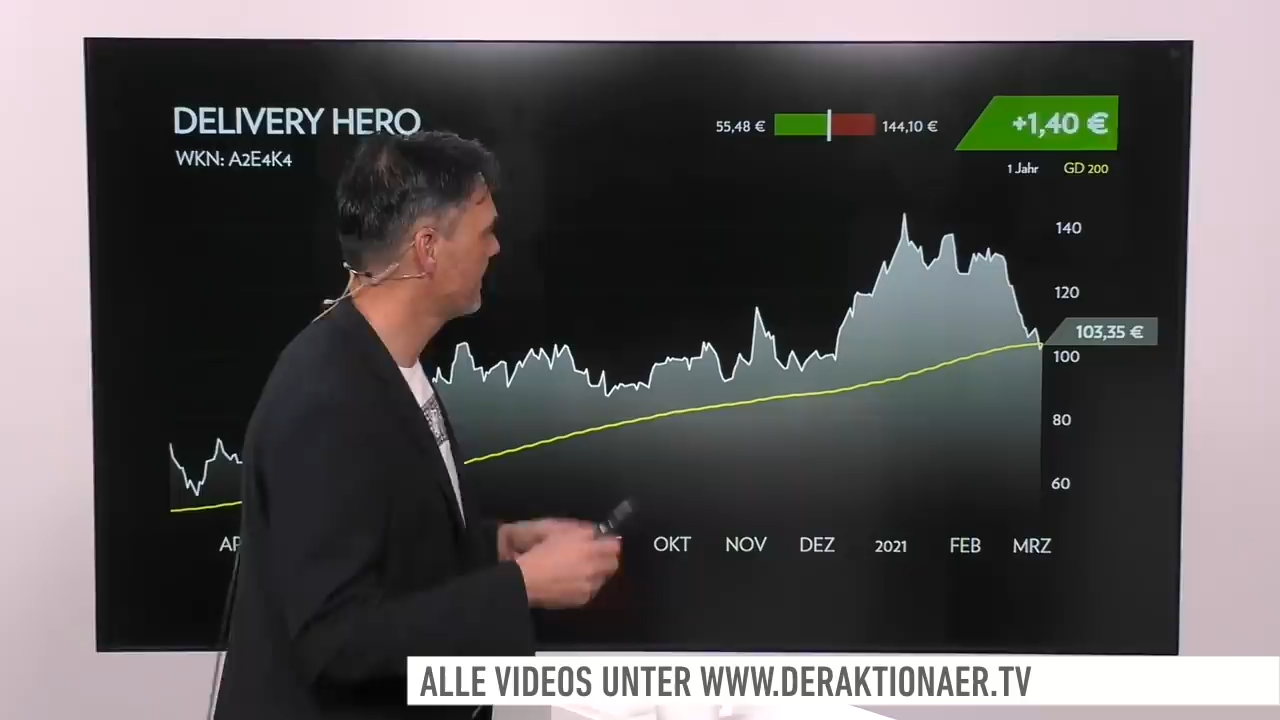 DELIVERY HERO
WKN: A2E4K4
55,48 €
144,10 €
+1,40 €
1 Jahr GD 200
140
120
103,35 €
100
80
60
OKT NOV DEZ 2021 FEB MRZ
ALLE VIDEOS UNTER WWW.DERAKTIONAER.TV